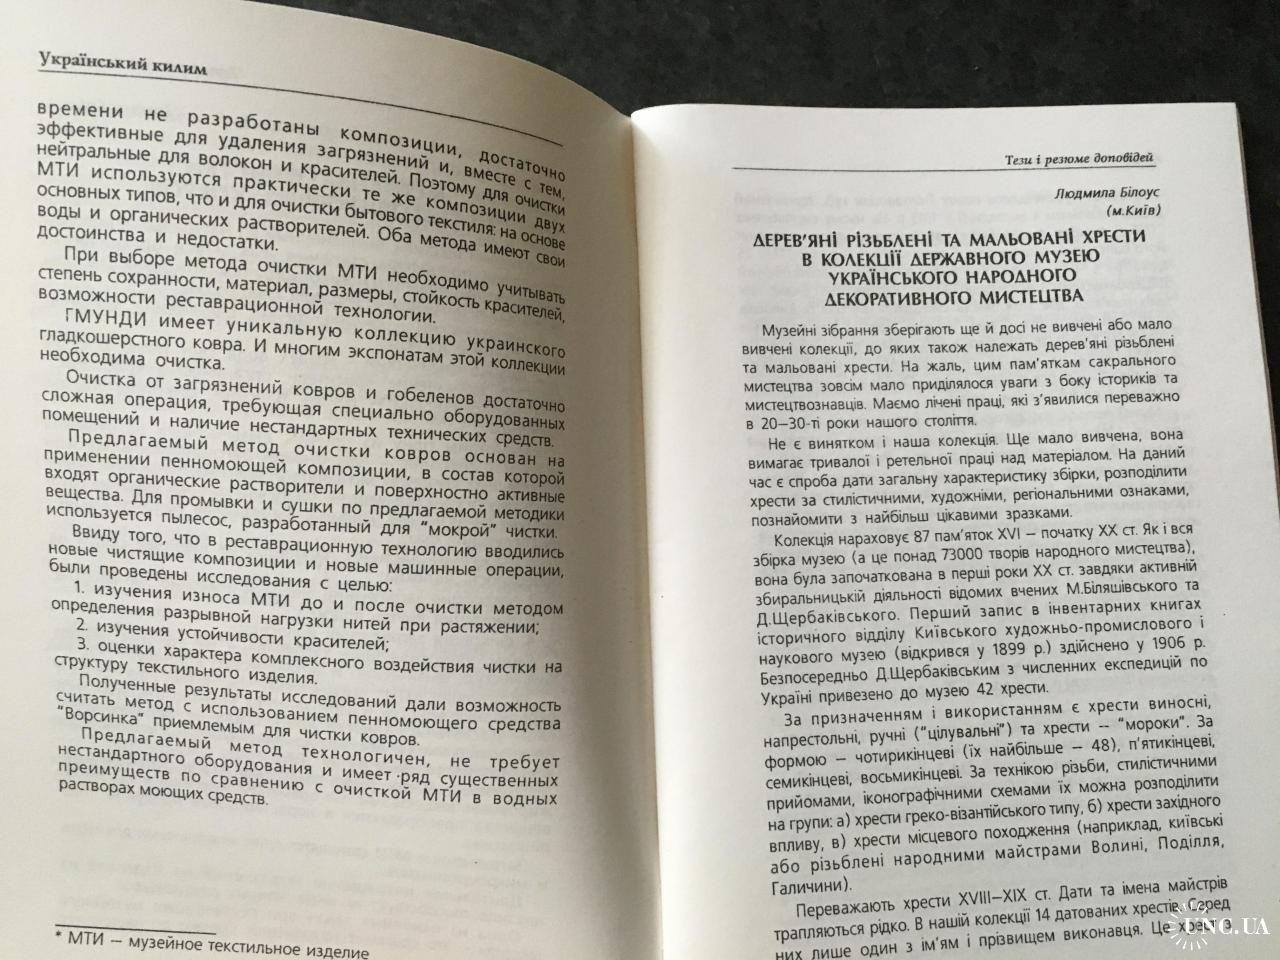 Український килим
времени не разработаны композиции, достаточно
эффективные для удаления загрязнений и, вместе с тем,
нейтральные для волокон и красителей. Поэтому для очистки
МТИ используются практически те же композиции двух
основных типов, что и для очистки бытового текстиля: на основе
воды и органических растворителей. Оба метода имеют свои
достоинства и недостатки.
При выборе метода очистки МТИ необходимо учитывать
степень сохранности, материал, размеры, стойкость красителей,
возможности реставрационной технологии.
ГМУНДИ имеет уникальную коллекцию украинского
гладкошерстного ковра. И многим экспонатам этой коллекции
необходима очистка.
Очистка от загрязнений ковров и гобеленов достаточно
сложная операция, требующая специально оборудованных
помещений и наличие нестандартных технических средств.
Предлагаемый метод очистки ковров основан на
применении пенномоющей композиции, в состав которой
входят органические растворители и поверхностно активные
вещества. Для промывки и сушки по предлагаемой методике
используется пылесос, разработанный для “мокрой” чистки.
Ввиду того, что в реставрационную технологию вводились
новые чистящие композиции и новые машинные операции,
были проведены исследования с целью:
1. изучения износа МТИ до и после очистки методом
определения разрывной нагрузки нитей при растяжении;
2. изучения устойчивости красителей;
3. оценки характера комплексного воздействия чистки на
структуру текстильного изделия.
Полученные результаты исследований дали возможность
считать метод с использованием пенномоющего средства
“Ворсинка” приемлемым для чистки ковров.
Предлагаемый метод технологичен, не требует
нестандартного оборудования и имеет ряд существенных
преимуществ по сравнению с очисткой МТИ в водных
растворах моющих средств.
* МТИ — музейное текстильное изделие
Тези і резюме доповідей
Людмила Білоус
(м.Київ)
ДЕРЕВ’ЯНІ РІЗЬБЛЕНІ ТА МАЛЬОВАНІ ХРЕСТИ
В КОЛЕКЦІЇ ДЕРЖАВНОГО МУЗЕЮ
УКРАЇНСЬКОГО НАРОДНОГО
ДЕКОРАТИВНОГО МИСТЕЦТВА
Музейні зібрання зберігають ще й досі не вивчені або мало
вивчені колекції, до яких також належать дерев’яні різьблені
та мальовані хрести. На жаль, цим пам’яткам сакрального
мистецтва зовсім мало приділялося уваги з боку істориків та
мистецтвознавців. Маємо лічені праці, які з’явилися переважно
в 20—30-ті роки нашого століття.
Не є винятком і наша колекція. Ще мало вивчена, вона
вимагає тривалої і ретельної праці над матеріалом. На даний
час є спроба дати загальну характеристику збірки, розподілити
хрести за стилістичними, художніми, регіональними ознаками,
познайомити з найбільш цікавими зразками.
Колекція нараховує 87 пам’яток XVI — початку XX ст. Як і вся
збірка музею (а це понад 73000 творів народного мистецтва),
вона була започаткована в перші роки XX ст. завдяки активній
збиральницькій діяльності відомих вчених М.Біляшівського та
Д.Щербаківського. Перший запис в інвентарних книгах
історичного відділу Київського художньо-промислового і
наукового музею (відкрився у 1899 р.) здійснено у 1906 р.
Безпосередньо Д.Щербаківським з численних експедицій по
Україні привезено до музею 42 хрести.
За призначенням і використанням є хрести виносні,
напрестольні, ручні (“цілувальні”) та хрести — “мороки”. За
формою — чотирикінцеві (їх найбільше — 48), п’ятикінцеві,
семикінцеві, восьмикінцеві. За технікою різьби, стилістичними
прийомами, іконографічними схемами їх можна розподілити
на групи: а) хрести греко-візантійського типу, б) хрести західного
впливу, в) хрести місцевого походження (наприклад, київські
або різьблені народними майстрами Волині, Поділля,
Галичини).
Переважають хрести XVIII—XIX ст. Дати та імена майстрів
трапляються рідко. В нашій колекції 14 датованих хрестів. Серед
них лише один з ім’ям і прізвищем виконавця. Це хрест з
UNC.UA